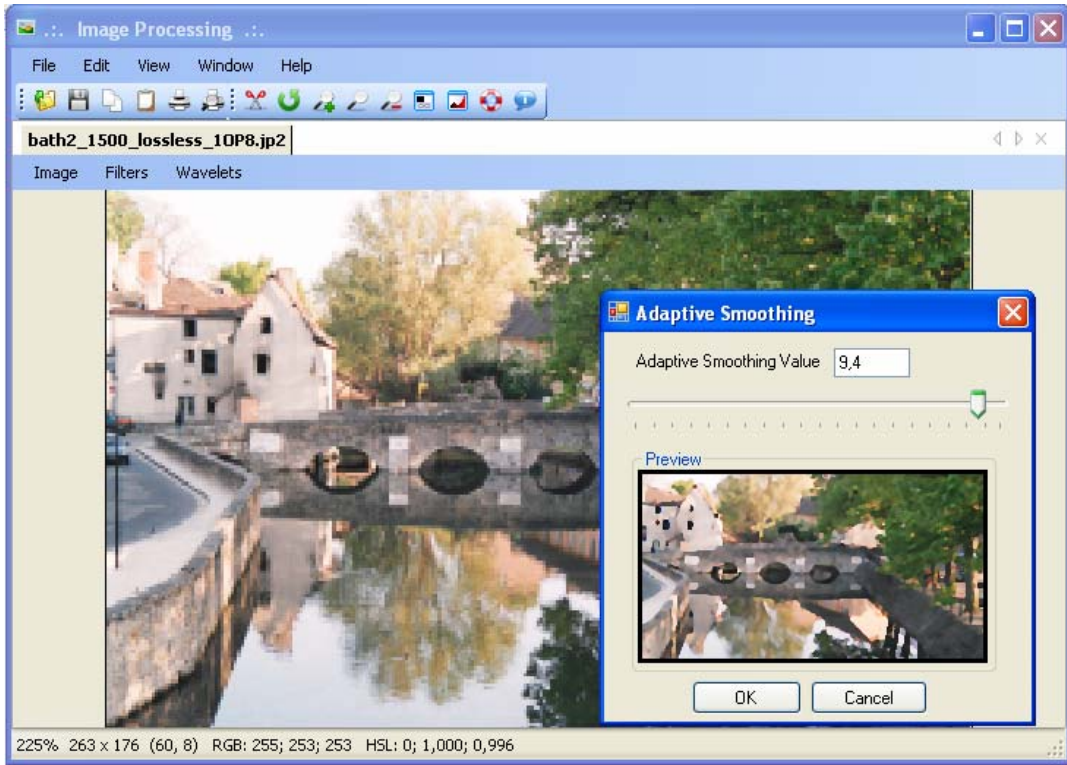 .:. Image Processing .:.
File Edit View Window Help
bath2_1500_lossless_1OP8.jp2
Image Filters Wavelets
Adaptive Smoothing
Adaptive Smoothing Value 9,4
Preview
OK Cancel
225% 263 x 176 (60, 8) RGB: 255; 253; 253 HSL: 0; 1,000; 0,996